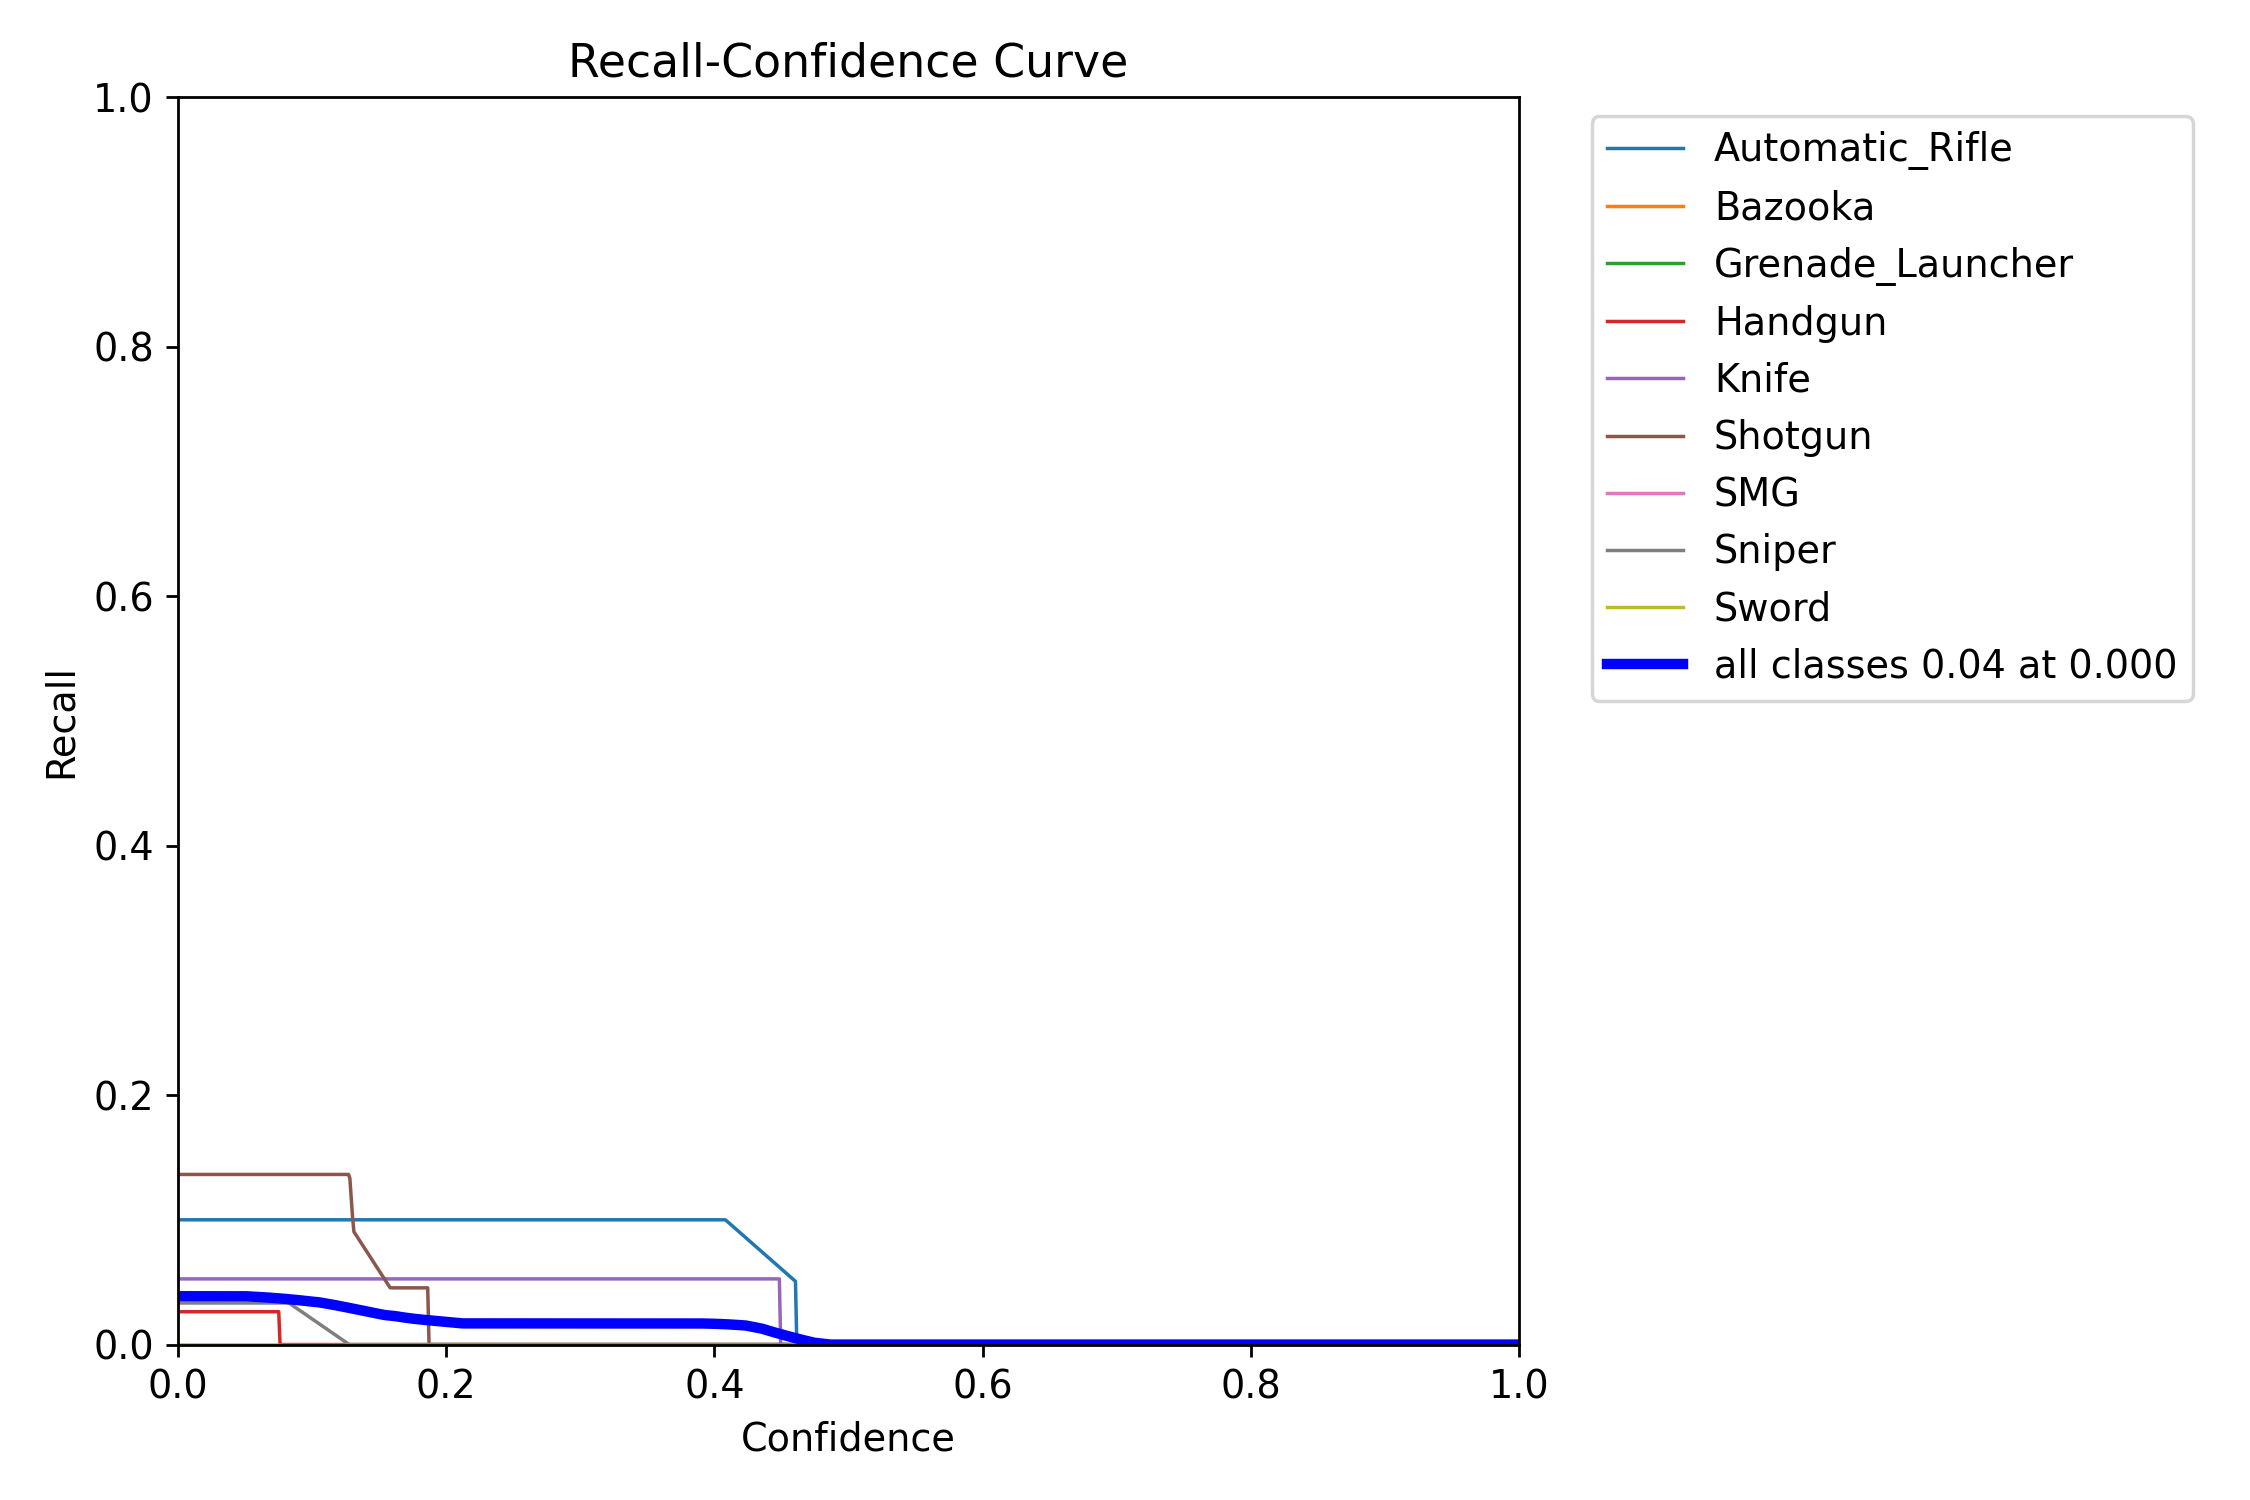 Recall-Confidence Curve
1.0
0.8
0.6
0.4
0.2
0.0
Recall
0.0 0.2 0.4 0.6 0.8 1.0
Confidence
Automatic_Rifle
Bazooka
Grenade_Launcher
Handgun
Knife
Shotgun
SMG
Sniper
Sword
all classes 0.04 at 0.000